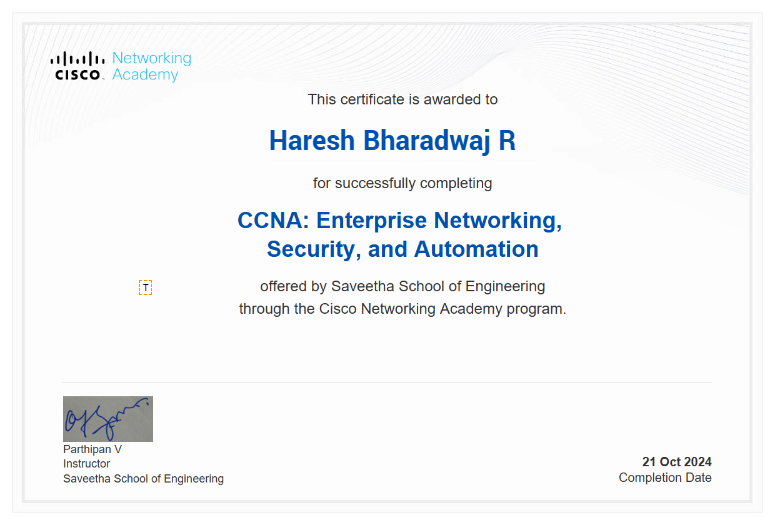 Networking
CISCO Academy
This certificate is awarded to
Haresh Bharadwaj R
for successfully completing
CCNA: Enterprise Networking,
Security, and Automation
T
offered by Saveetha School of Engineering
through the Cisco Networking Academy program.
Parthipan V
Instructor
Saveetha School of Engineering
21 Oct 2024
Completion Date